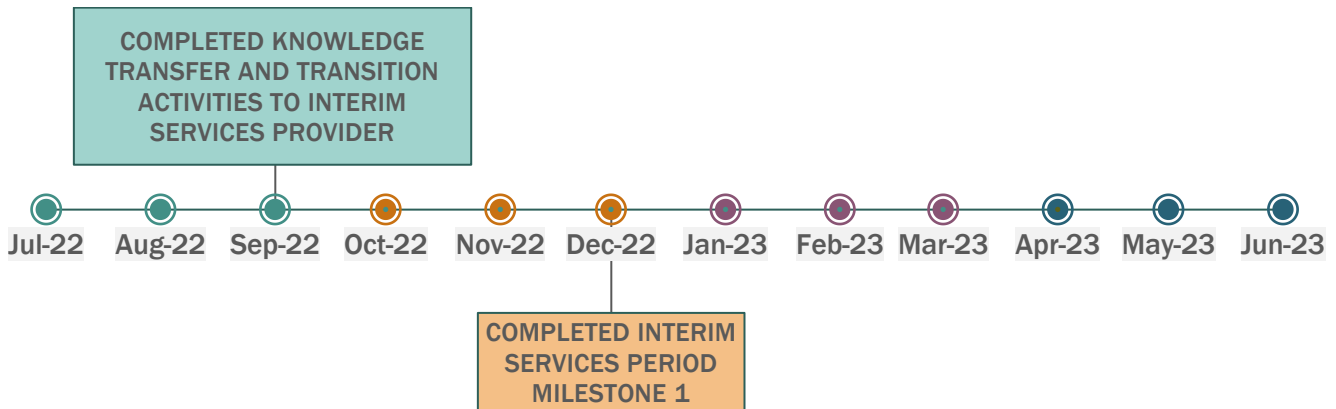 COMPLETED KNOWLEDGE
TRANSFER AND TRANSITION
ACTIVITIES TO INTERIM
SERVICES PROVIDER
Jul-22 Aug-22 Sep-22 Oct-22 Nov-22 Dec-22 Jan-23 Feb-23 Mar-23 Apr-23 May-23 Jun-23
COMPLETED INTERIM
SERVICES PERIOD
MILESTONE 1